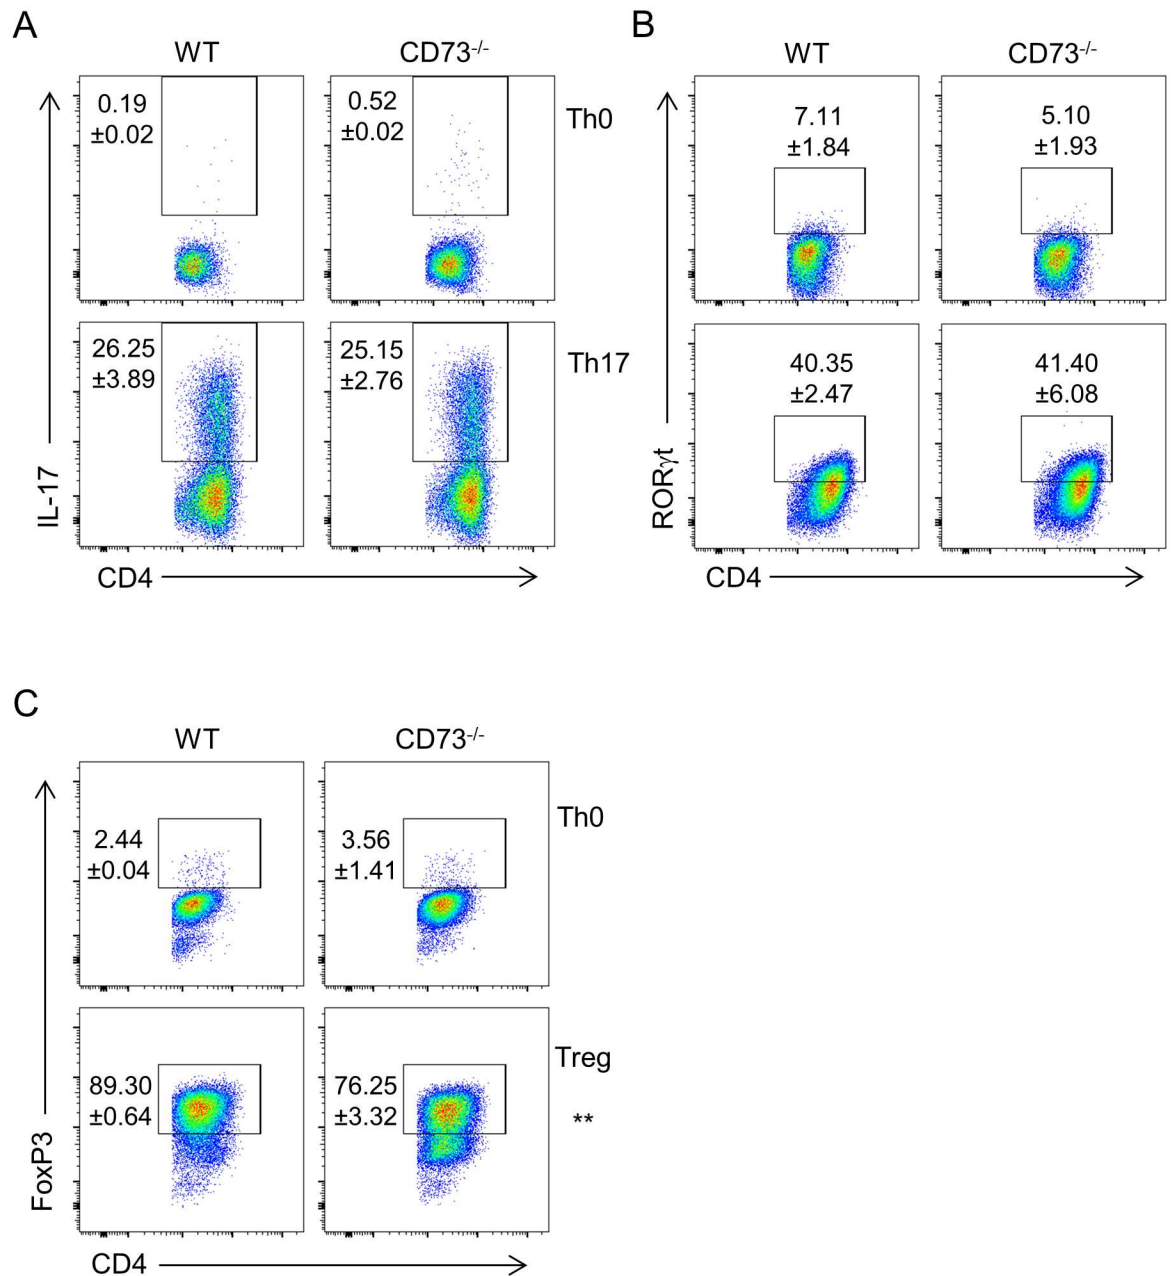 A
WT
CD73-/-
0.19
±0.02
0.52
±0.02
Th0
26.25
±3.89
25.15
±2.76
Th17
IL-17
CD4
B
WT
CD73-/-
7.11
±1.84
5.10
±1.93
40.35
±2.47
41.40
±6.08
RORγt
CD4
C
WT
CD73-/-
2.44
±0.04
3.56
±1.41
Th0
89.30
±0.64
76.25
±3.32
Treg
**
FoxP3
CD4